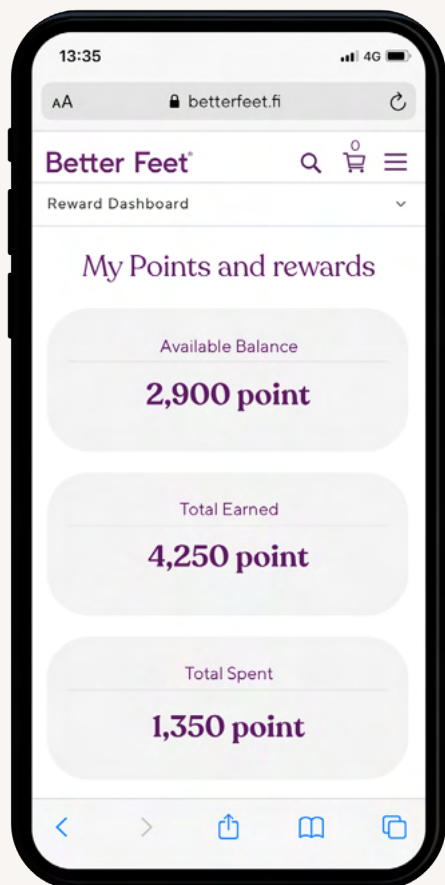 13:35
4G
AA betterfeet.fi
Better Feet®
0
Reward Dashboard
My Points and rewards
Available Balance
2,900 point
Total Earned
4,250 point
Total Spent
1,350 point